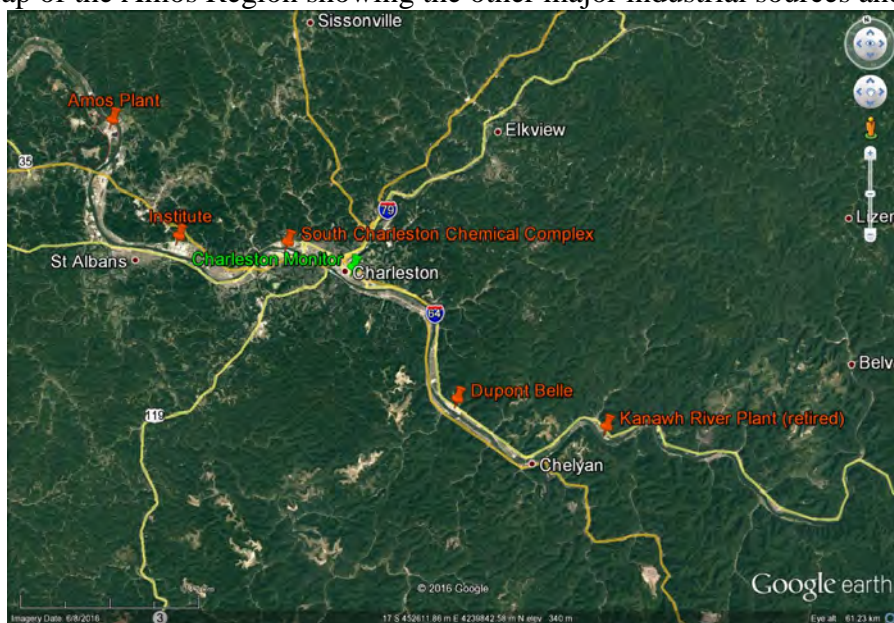 ap of the Amos Region showing the other major industrial sources and
Sissonville
N
Amos Plant
Elkview
35
Institute
79
South Charleston Chemical Complex
Lizer
St Albans
Charleston Monitor
Charleston
64
Belv
Dupont Belle
119
Kanawh River Plant (retired)
Chelyan
© 2016 Google
Google earth
3
Imagery Date: 6/8/2016
17 S 452611.86 m E 4239842.58 m N elev 340 m
Eye alt 61.23 km